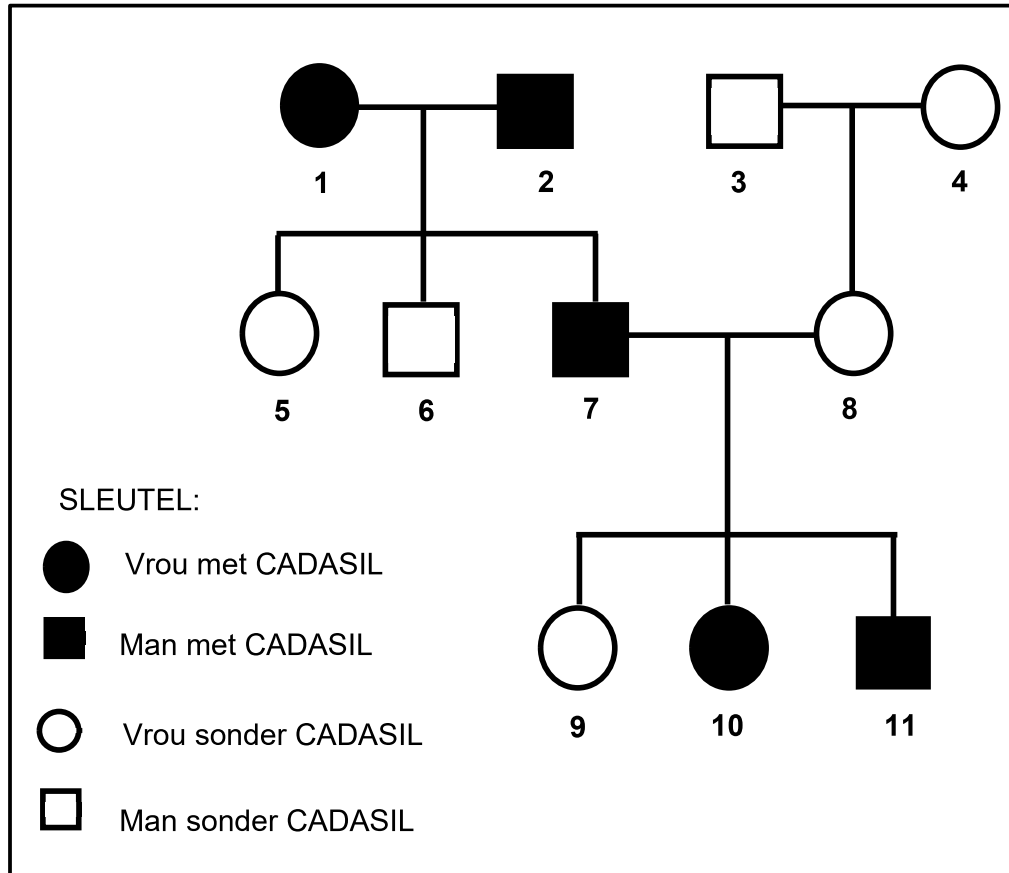 1 2 3 4
5 6 7 8
SLEUTEL:
Vrou met CADASIL
Man met CADASIL
9 10 11
Vrou sonder CADASIL
Man sonder CADASIL